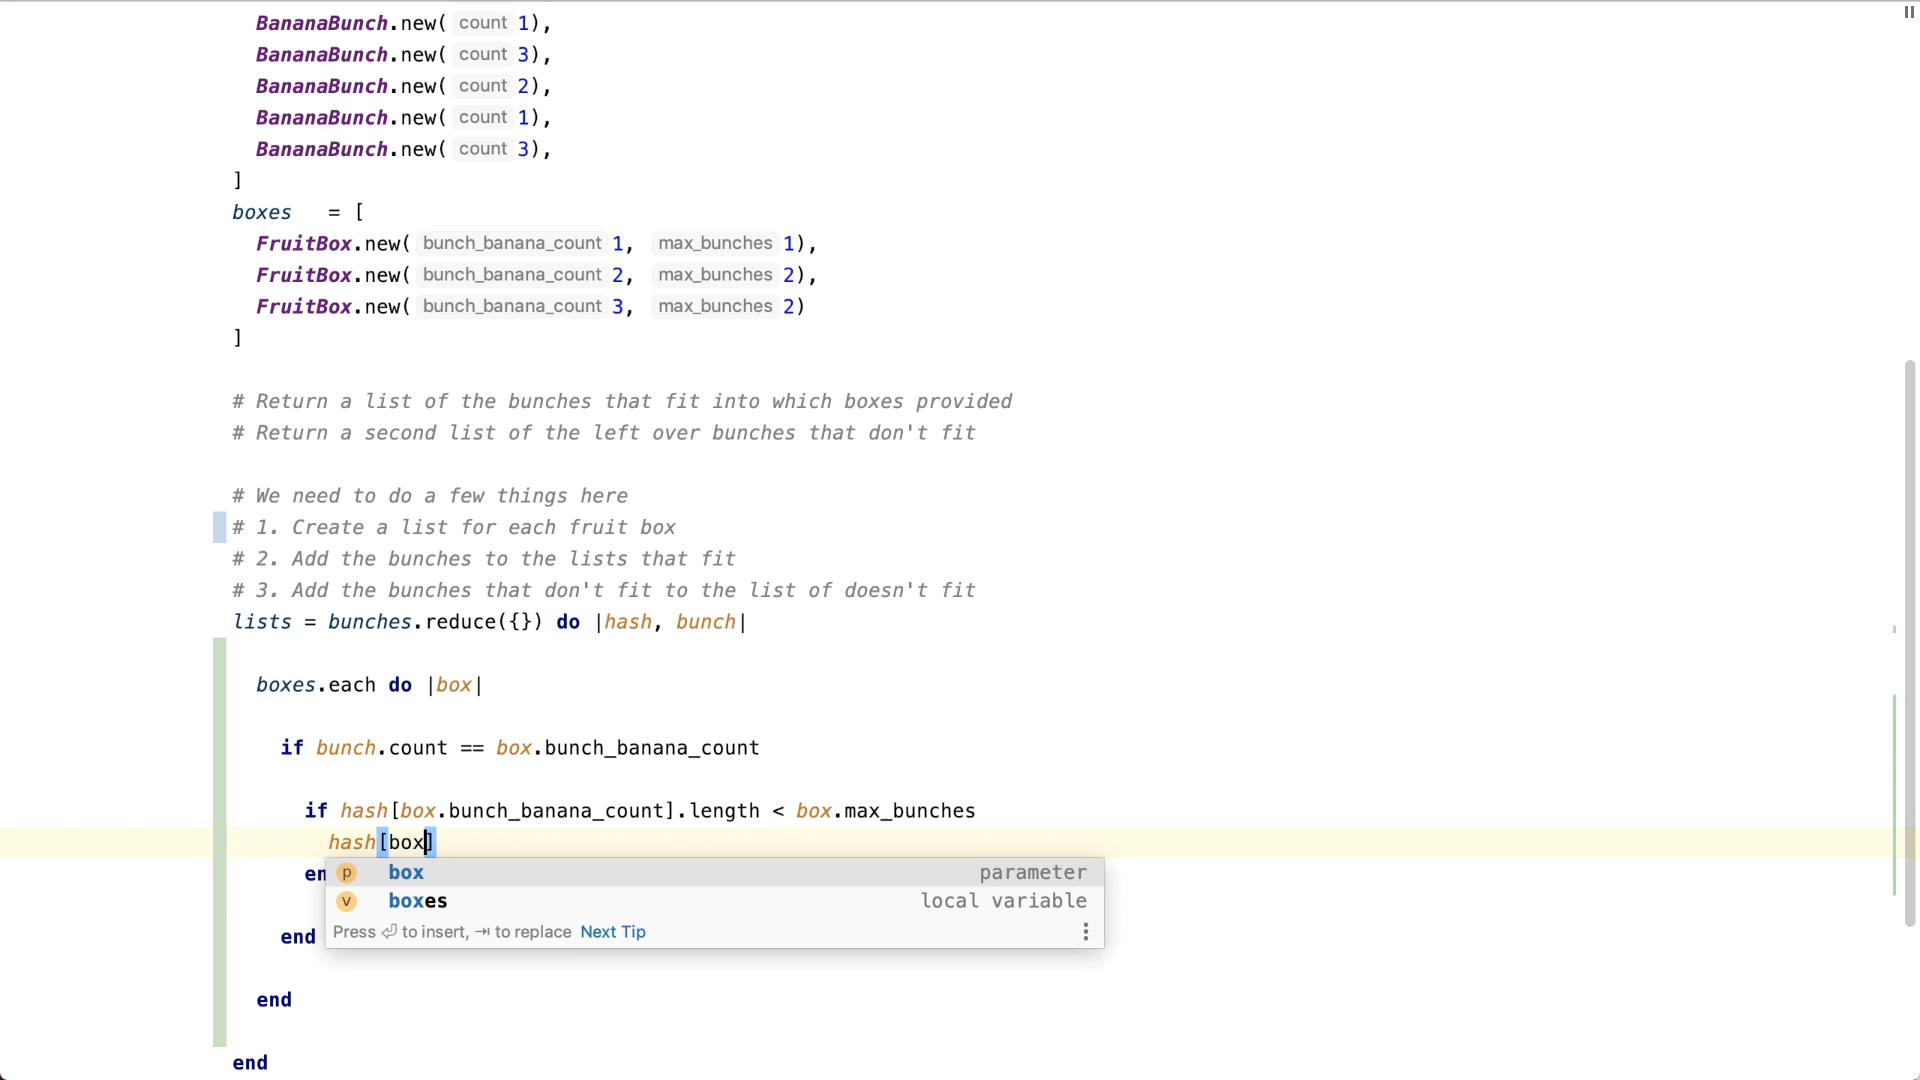 BananaBunch.new( count 1),
BananaBunch.new( count 3),
BananaBunch.new( count 2),
BananaBunch.new( count 1),
BananaBunch.new( count 3),
]
boxes   = [
FruitBox.new( bunch_banana_count 1, max_bunches 1),
FruitBox.new( bunch_banana_count 2, max_bunches 2),
FruitBox.new( bunch_banana_count 3, max_bunches 2)
]
# Return a list of the bunches that fit into which boxes provided
# Return a second list of the left over bunches that don't fit
# We need to do a few things here
# 1. Create a list for each fruit box
# 2. Add the bunches to the lists that fit
# 3. Add the bunches that don't fit to the list of doesn't fit
lists = bunches.reduce({}) do |hash, bunch|
boxes.each do |box|
if bunch.count == box.bunch_banana_count
if hash[box.bunch_banana_count].length < box.max_bunches
hash[box]
en
p box parameter
v boxes local variable
Press ⏎ to insert, ⇥ to replace Next Tip
end
end
end